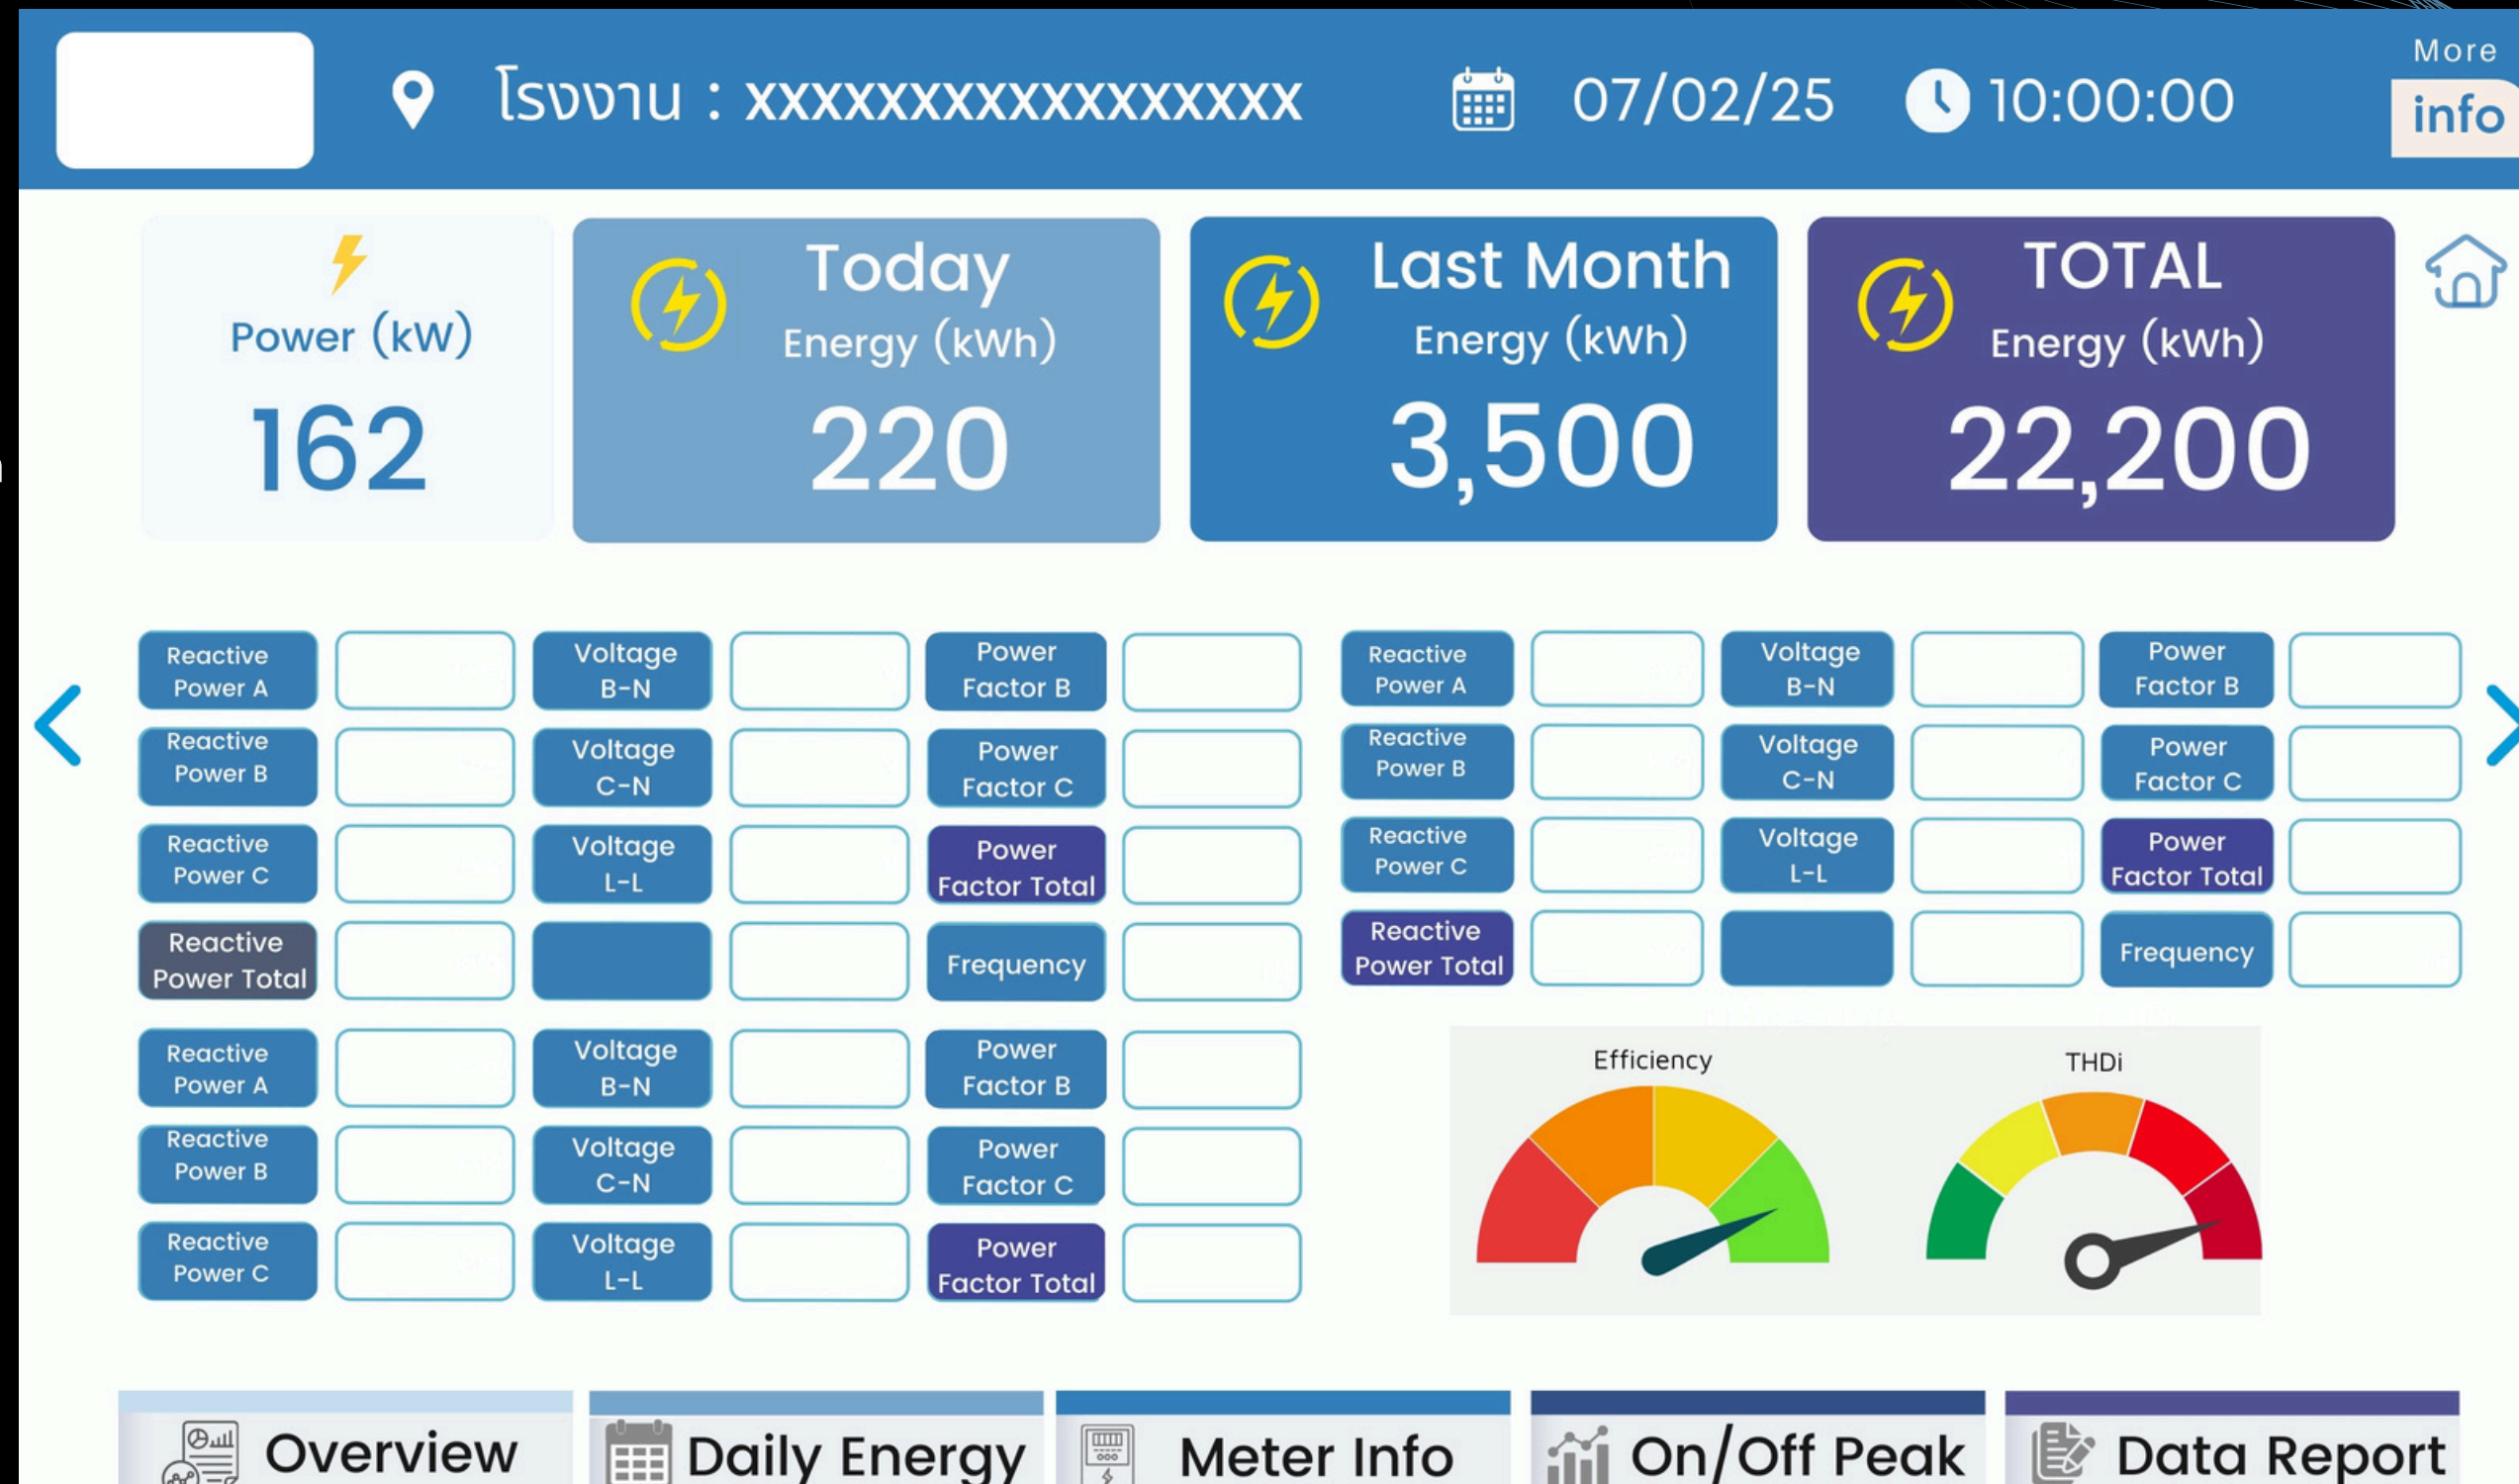 โรงงาน : xxxxxxxxxxxxxxxxx
07/02/25
10:00:00
More
info
Power (kW)
162
Today
Energy (kWh)
220
Last Month
Energy (kWh)
3,500
TOTAL
Energy (kWh)
22,200
Reactive
Power A
Voltage
B-N
Power
Factor B
Reactive
Power B
Voltage
C-N
Power
Factor C
Reactive
Power C
Voltage
L-L
Power
Factor Total
Reactive
Power Total
Frequency
Reactive
Power A
Voltage
B-N
Power
Factor B
Reactive
Power B
Voltage
C-N
Power
Factor C
Reactive
Power C
Voltage
L-L
Power
Factor Total
Reactive
Power A
Voltage
B-N
Power
Factor B
Reactive
Power B
Voltage
C-N
Power
Factor C
Reactive
Power C
Voltage
L-L
Power
Factor Total
Reactive
Power Total
Frequency
Efficiency
THDi
Overview
Daily Energy
Meter Info
On/Off Peak
Data Report